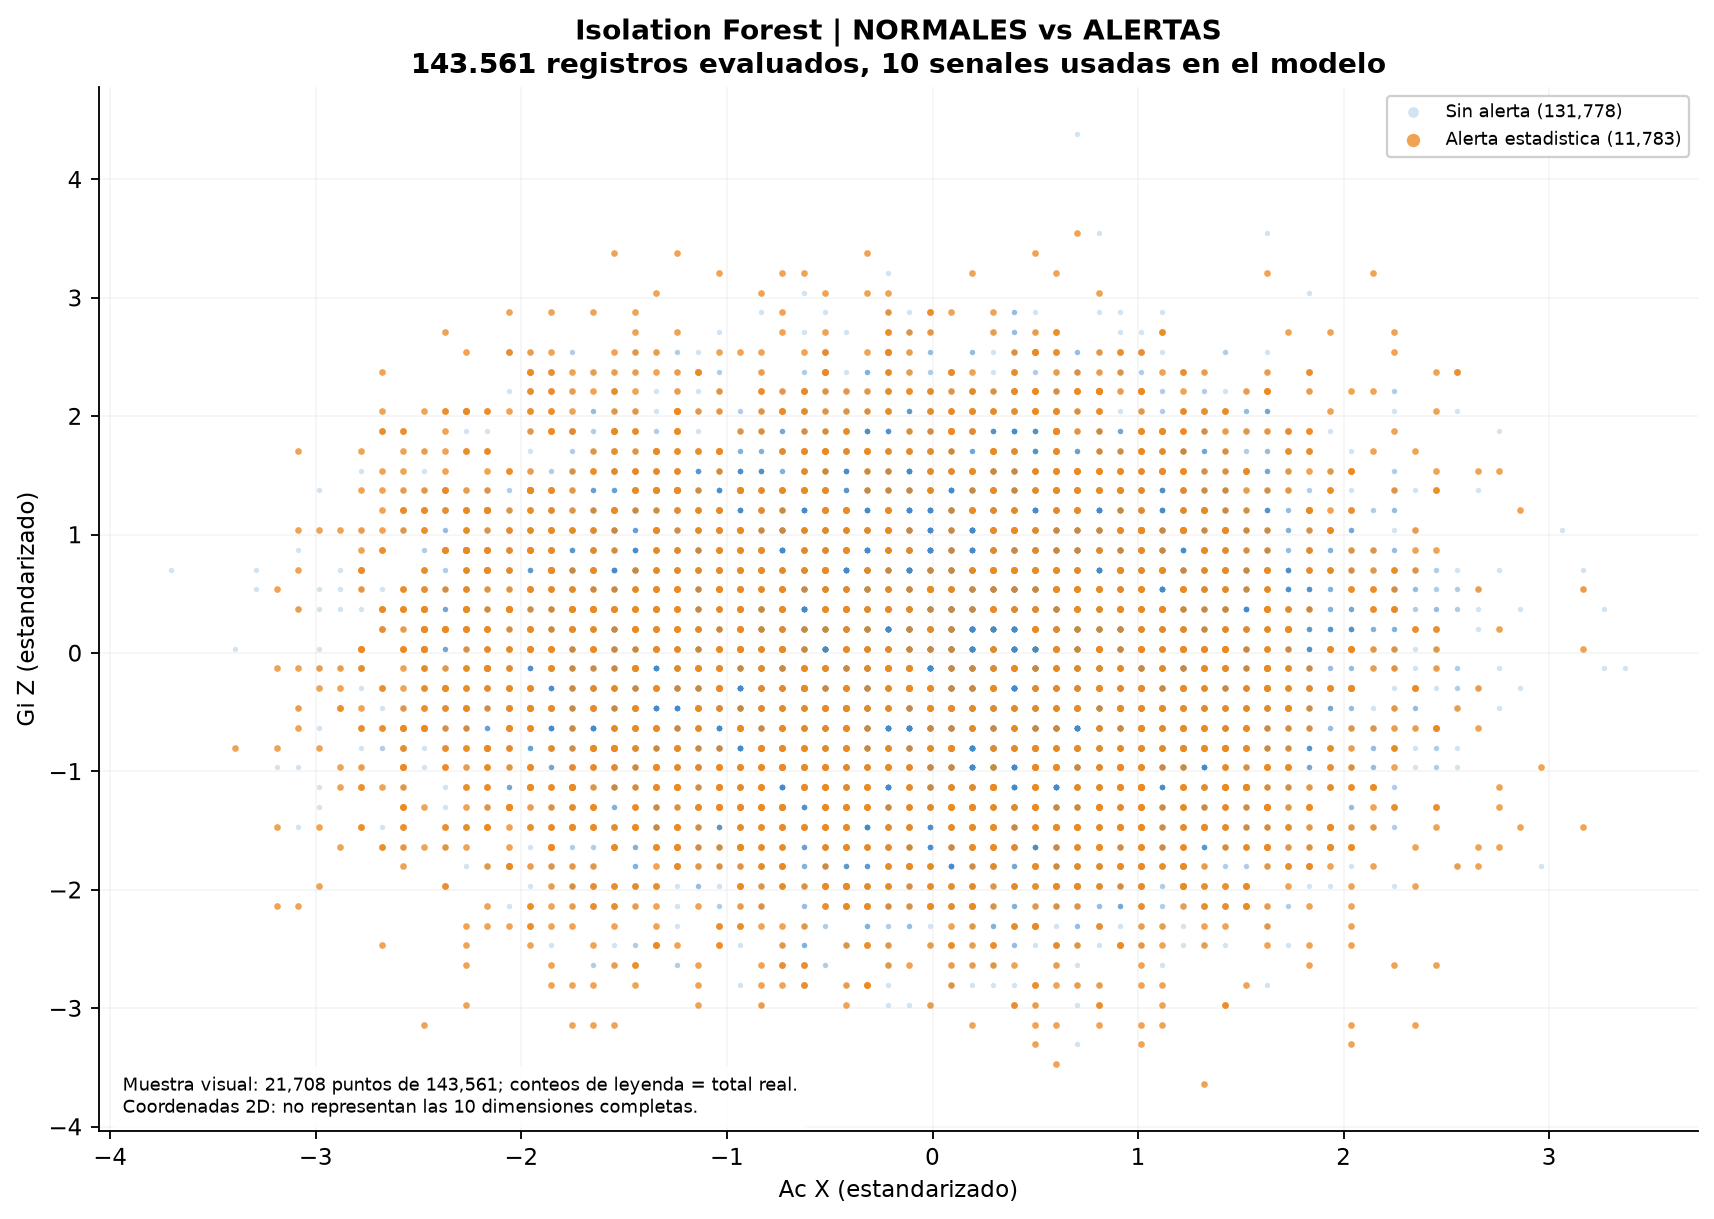 Isolation Forest | NORMALES vs ALERTAS
143.561 registros evaluados, 10 senales usadas en el modelo
Sin alerta (131,778)
Alerta estadistica (11,783)
4
3
2
1
0
−1
−2
−3
−4
Gi Z (estandarizado)
Muestra visual: 21,708 puntos de 143,561; conteos de leyenda = total real.
Coordenadas 2D: no representan las 10 dimensiones completas.
−4 −3 −2 −1 0 1 2 3
Ac X (estandarizado)